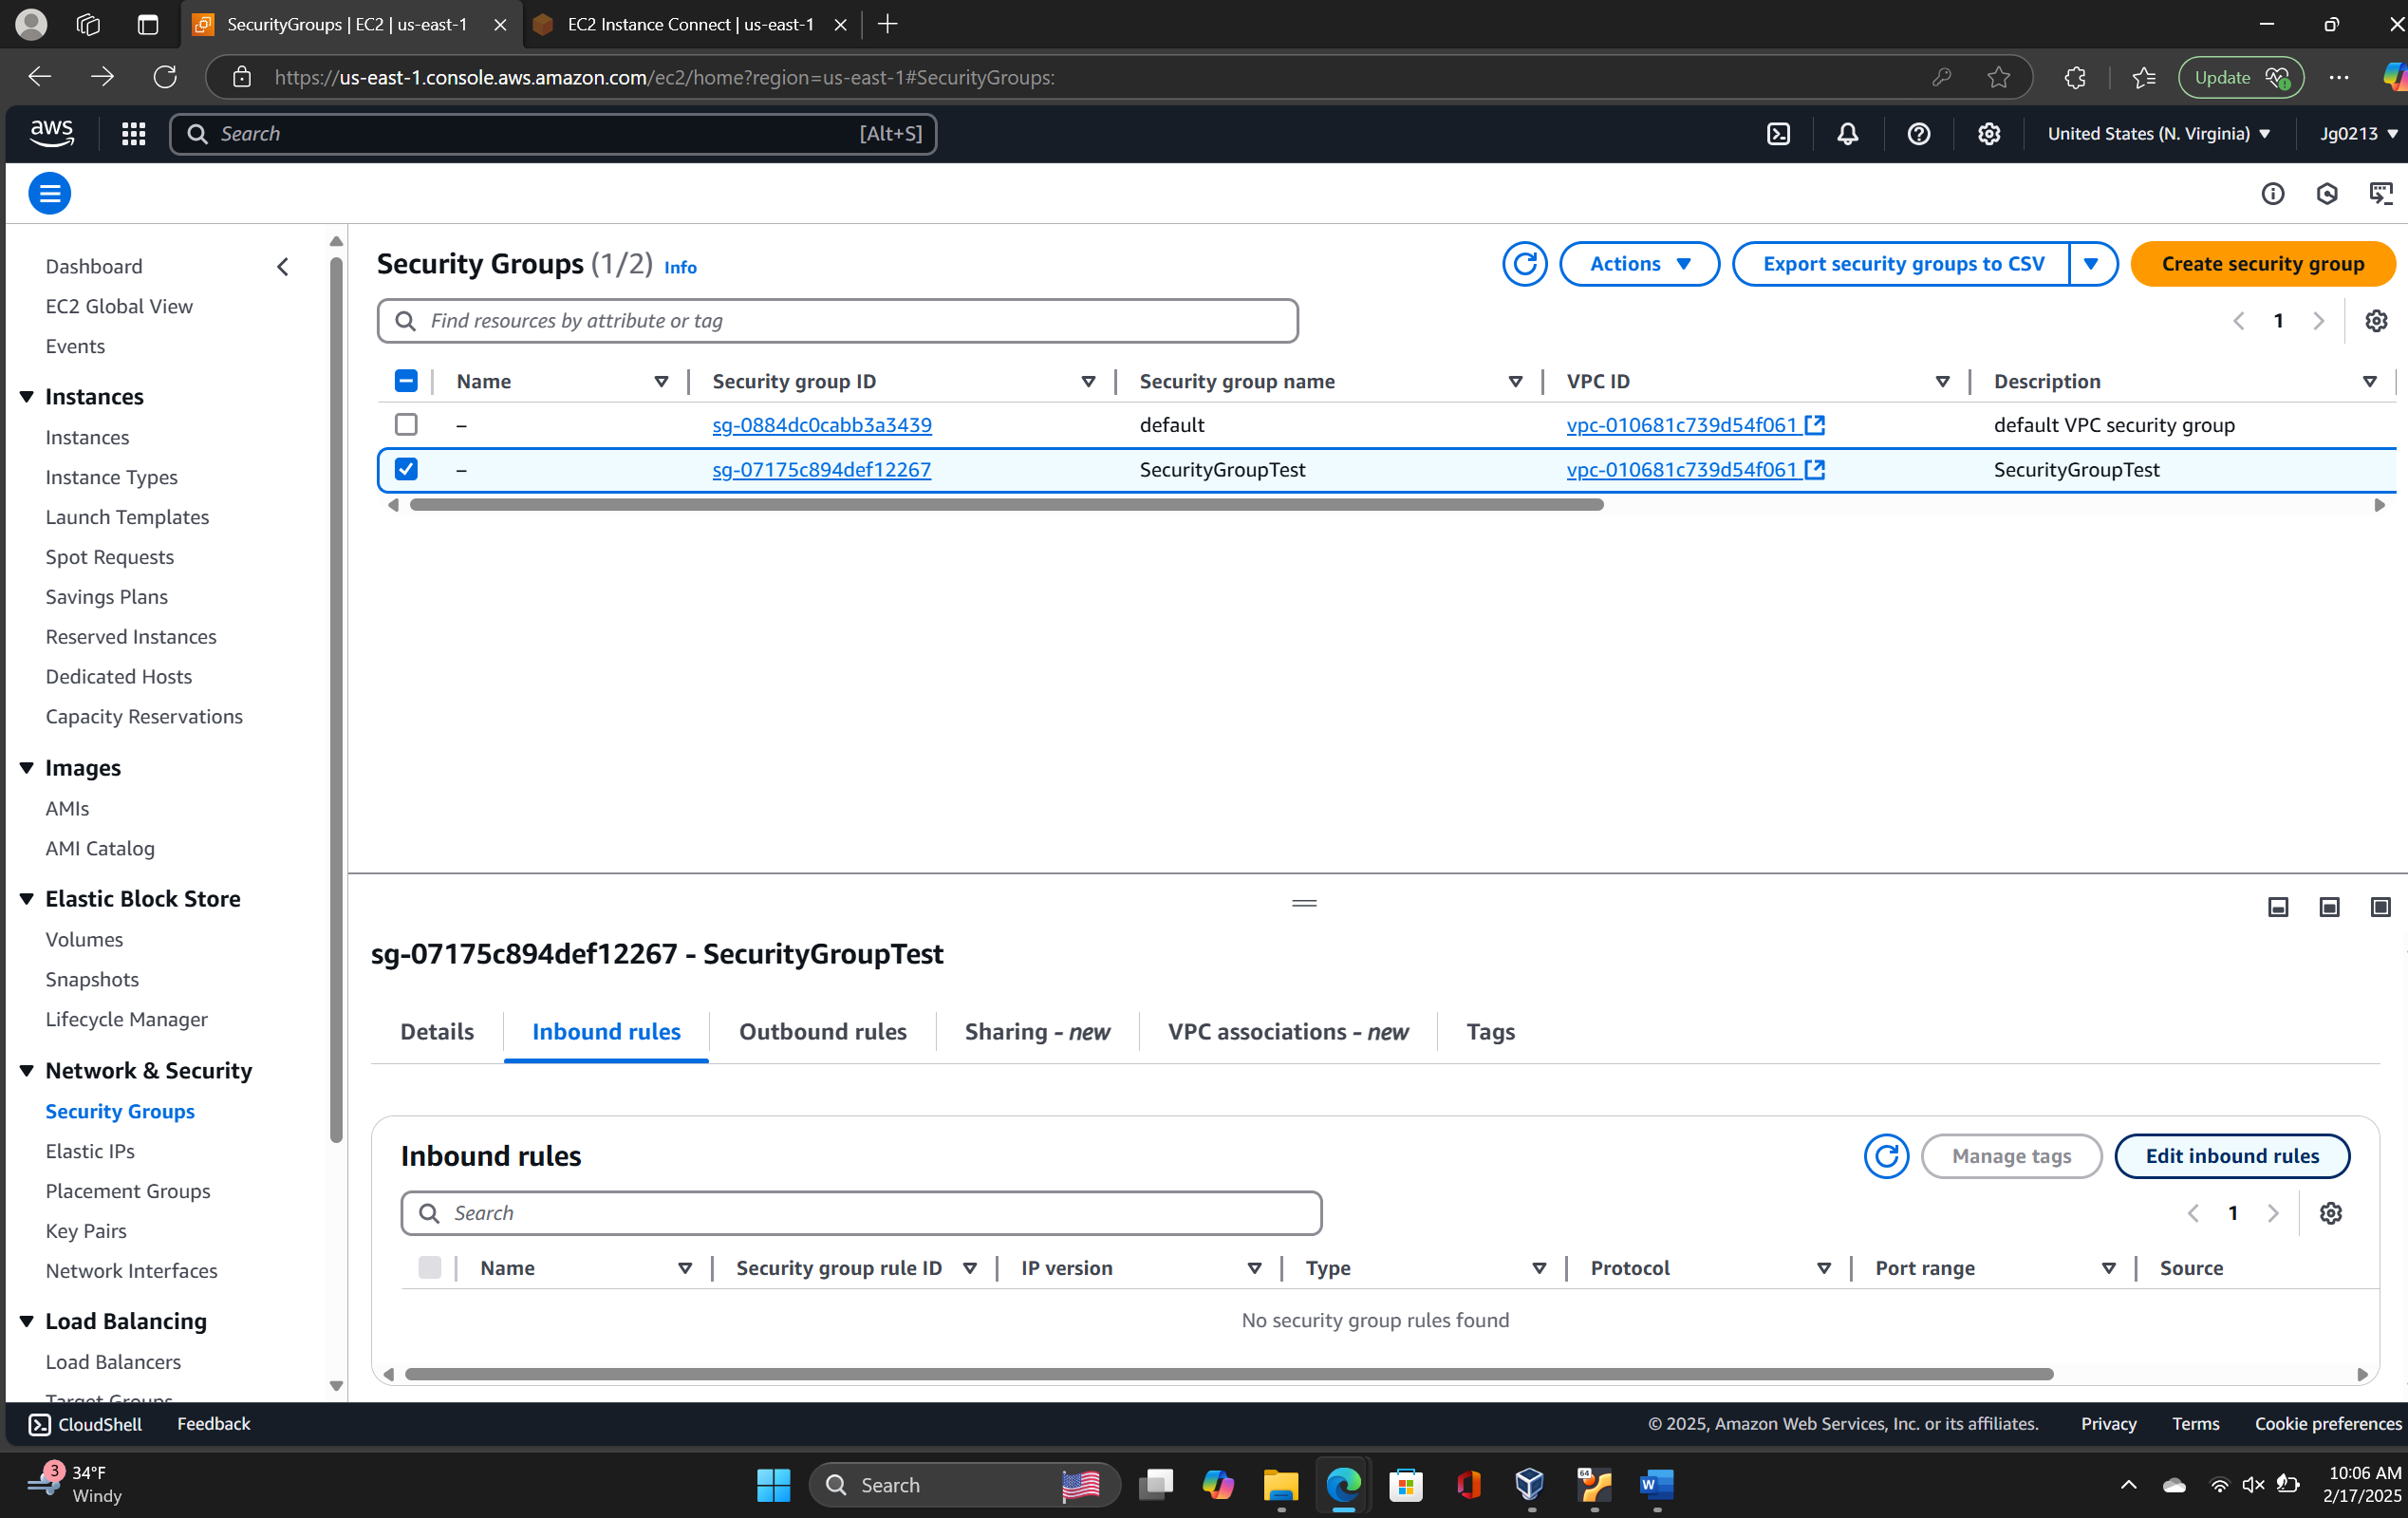 SecurityGroups | EC2 | us-east-1
EC2 Instance Connect | us-east-1
https://us-east-1.console.aws.amazon.com/ec2/home?region=us-east-1#SecurityGroups:
Update
aws
Search
[Alt+S]
United States (N. Virginia)
Jg0213
Dashboard
EC2 Global View
Events
Instances
Instances
Instance Types
Launch Templates
Spot Requests
Savings Plans
Reserved Instances
Dedicated Hosts
Capacity Reservations
Images
AMIs
AMI Catalog
Elastic Block Store
Volumes
Snapshots
Lifecycle Manager
Network & Security
Security Groups
Elastic IPs
Placement Groups
Key Pairs
Network Interfaces
Load Balancing
Load Balancers
Target Groups
Security Groups (1/2) Info
Actions
Export security groups to CSV
Create security group
Find resources by attribute or tag
1
Name Security group ID Security group name VPC ID Description
– sg-0884dc0cabb3a3439 default vpc-010681c739d54f061 default VPC security group
– sg-07175c894def12267 SecurityGroupTest vpc-010681c739d54f061 SecurityGroupTest
sg-07175c894def12267 - SecurityGroupTest
Details Inbound rules Outbound rules Sharing - new VPC associations - new Tags
Inbound rules
Manage tags
Edit inbound rules
Search
1
Name Security group rule ID IP version Type Protocol Port range Source
No security group rules found
CloudShell Feedback
© 2025, Amazon Web Services, Inc. or its affiliates. Privacy Terms Cookie preferences
3
34°F
Windy
Search
64
W
10:06 AM
2/17/2025